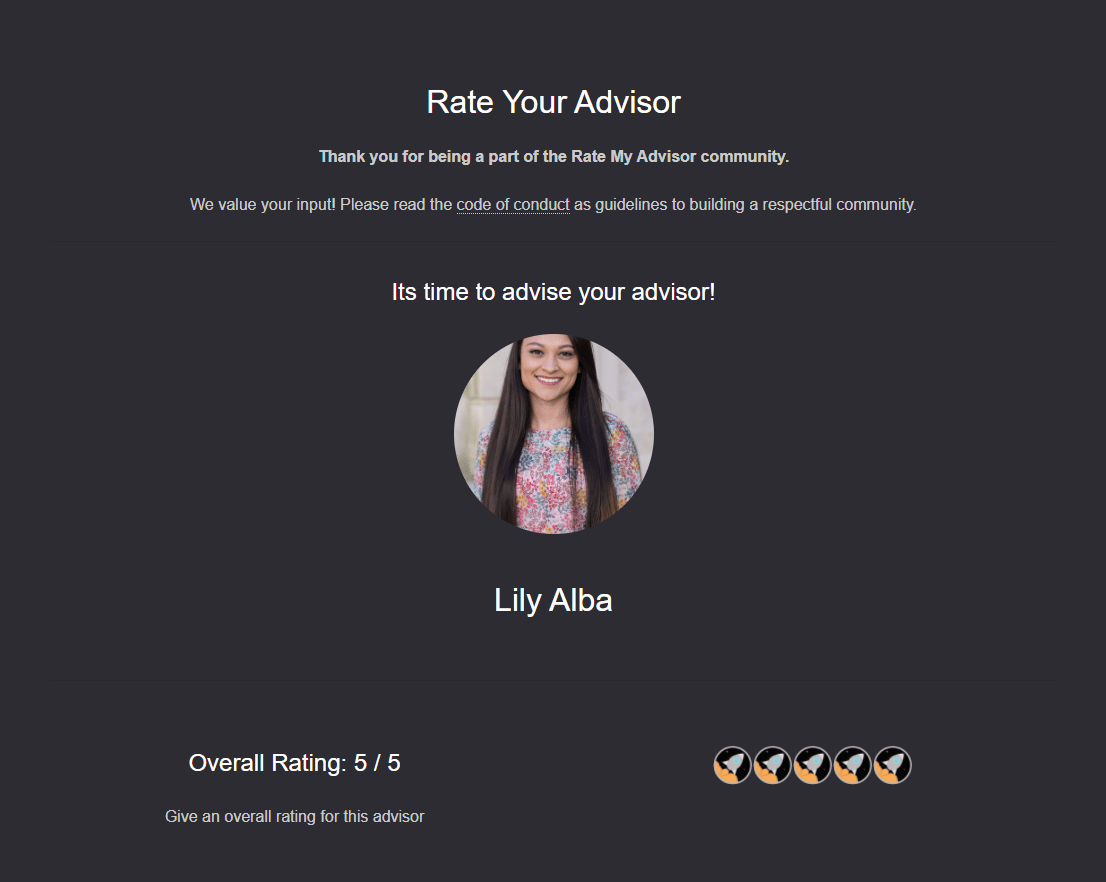 Rate Your Advisor
Thank you for being a part of the Rate My Advisor community.
We value your input! Please read the code of conduct as guidelines to building a respectful community.
Its time to advise your advisor!
Lily Alba
Overall Rating: 5 / 5
Give an overall rating for this advisor